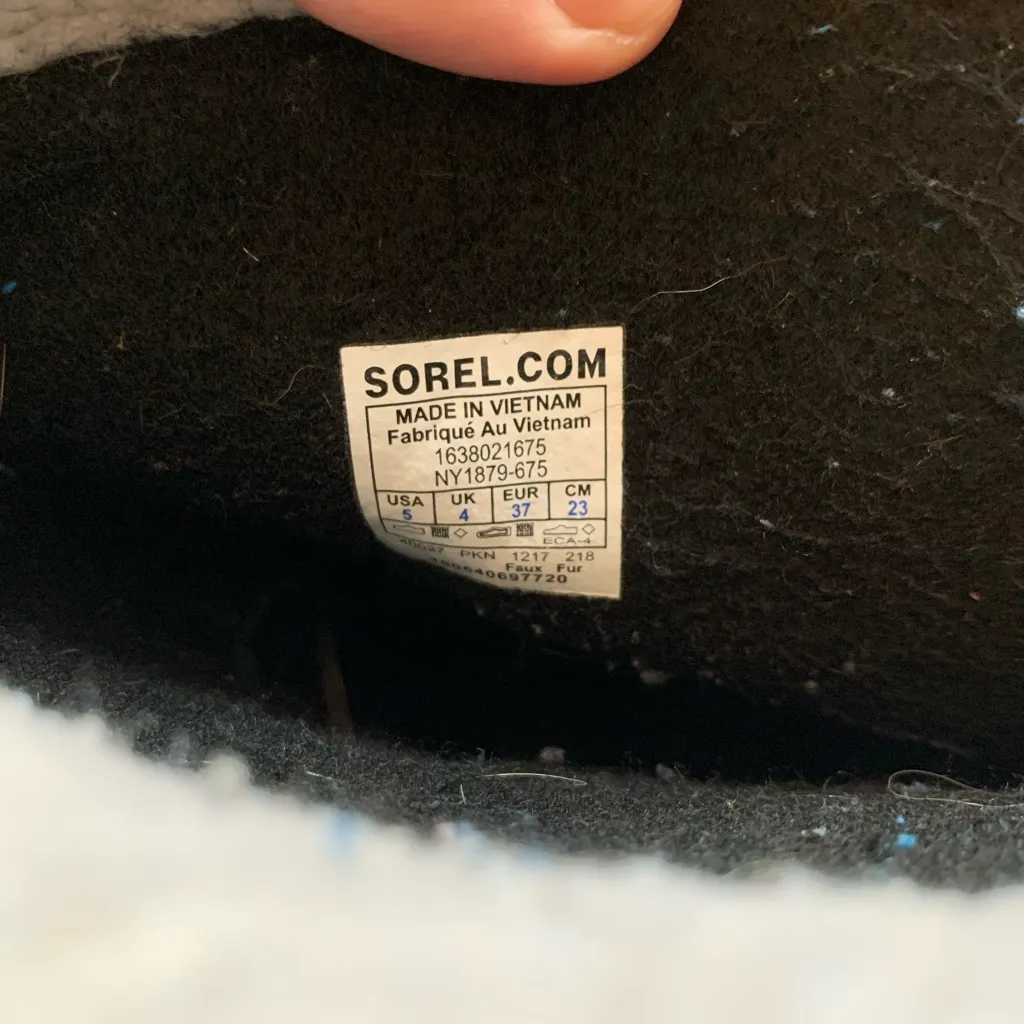 SOREL.COM
MADE IN VIETNAM
Fabriqué Au Vietnam
1638021675
NY1879-675
USA UK EUR CM
5 4 37 23
ECA-4
PKN 1217 218
Faux Fur